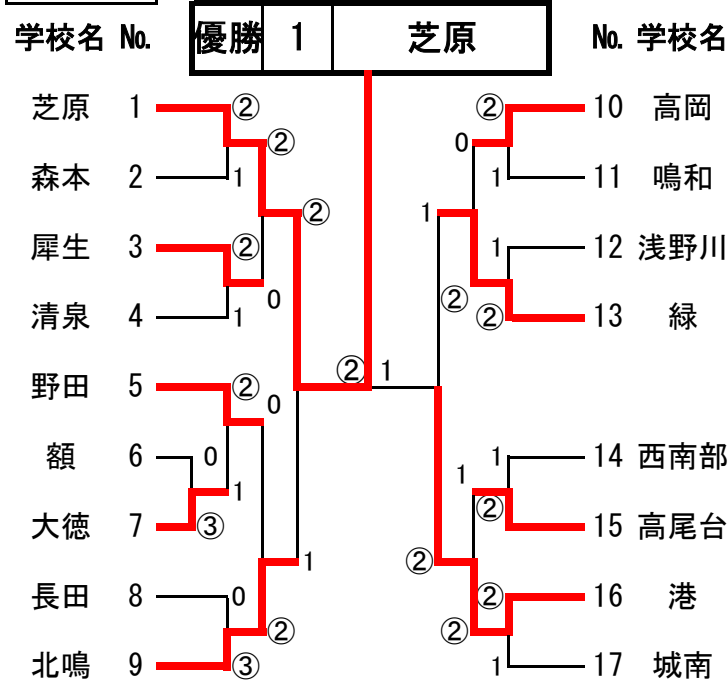 学校名 No. 優勝 1 芝原 No. 学校名
芝原 1 ② ② 10 高岡
② 0
森本 2 1 1 11 鳴和
② 1
犀生 3 ② 1 12 浅野川
0 ②
清泉 4 1 ② 13 緑
② 1
野田 5 ②
0
額 6 0 1 14 西南部
1 1
② 
大徳 7 ③ 15 高尾台
1 ②
長田 8 0 ② 16 港
② ②
北鳴 9 ③ 1 17 城南